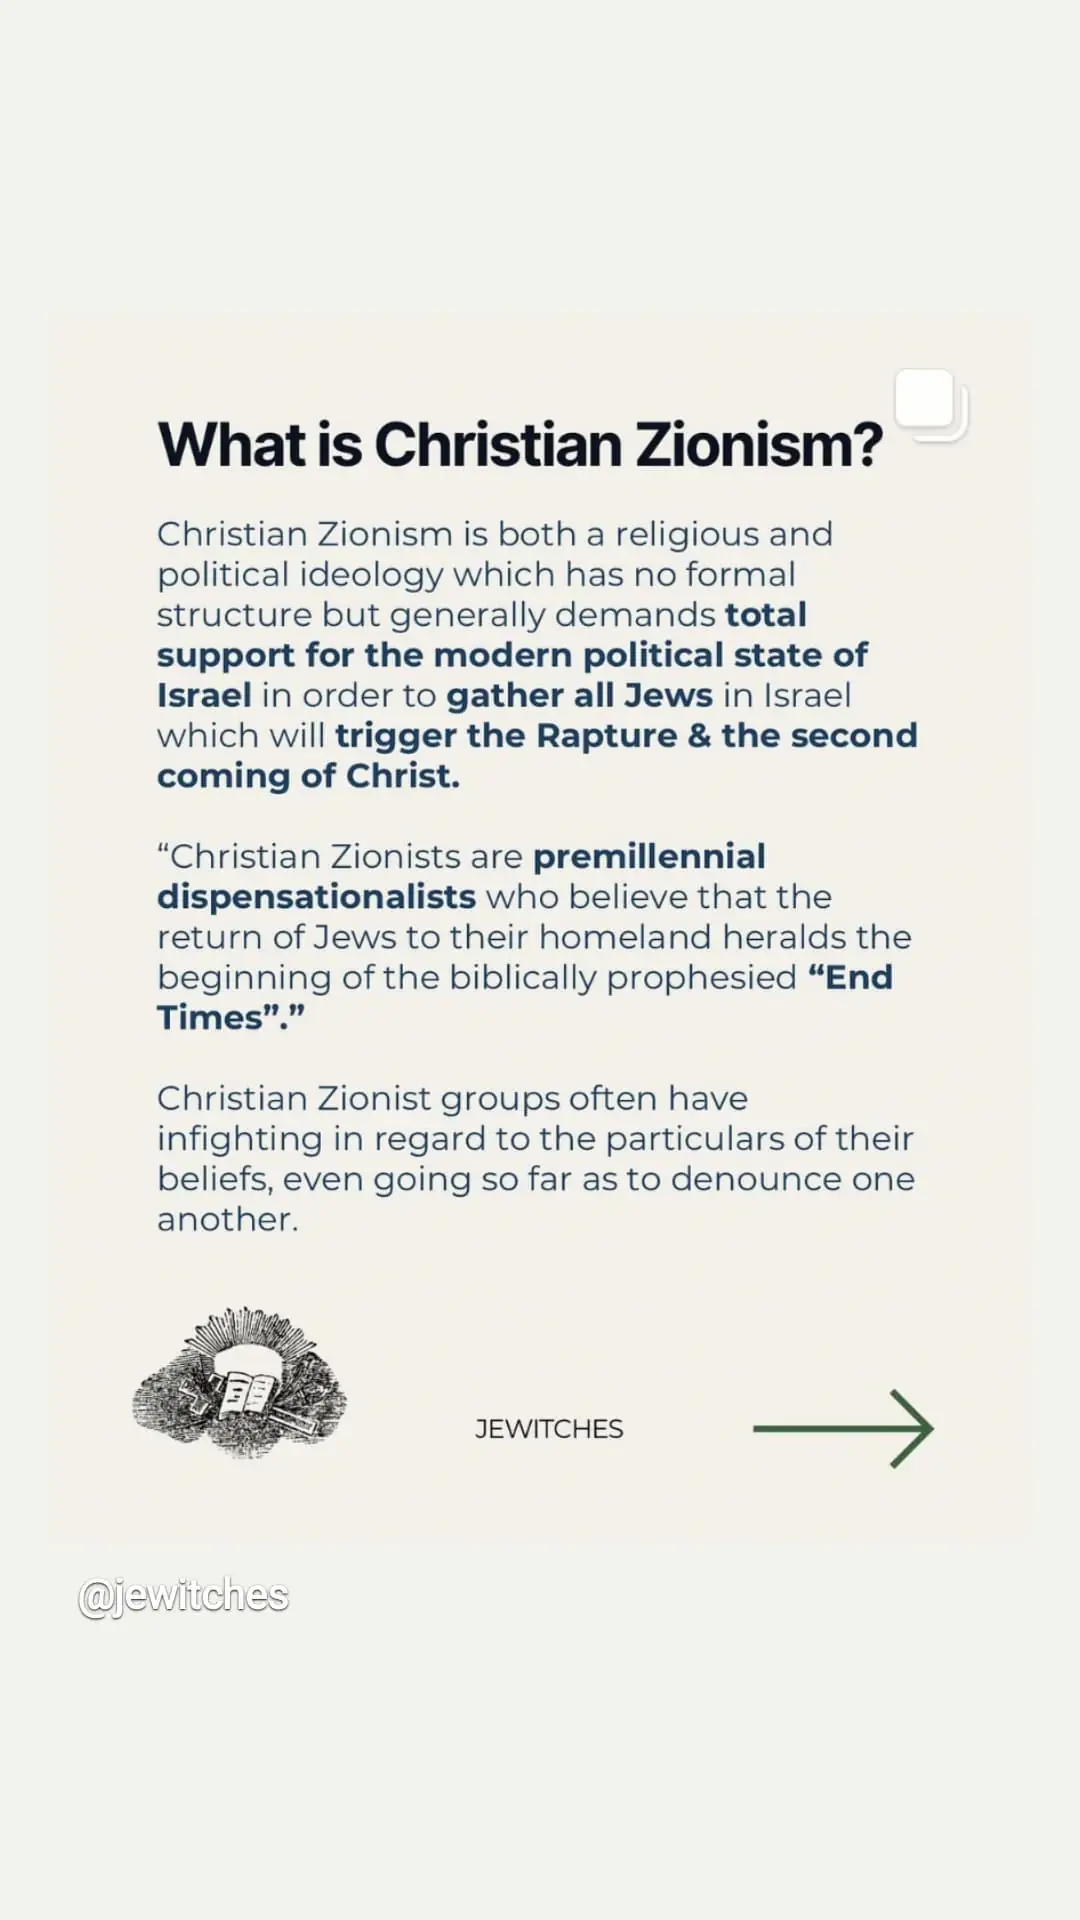 What is Christian Zionism?
Christian Zionism is both a religious and
political ideology which has no formal
structure but generally demands total
support for the modern political state of
Israel in order to gather all Jews in Israel
which will trigger the Rapture & the second
coming of Christ.
“Christian Zionists are premillennial
dispensationalists who believe that the
return of Jews to their homeland heralds the
beginning of the biblically prophesied “End
Times”.”
Christian Zionist groups often have
infighting in regard to the particulars of their
beliefs, even going so far as to denounce one
another.
JEWITCHES
@jewitches